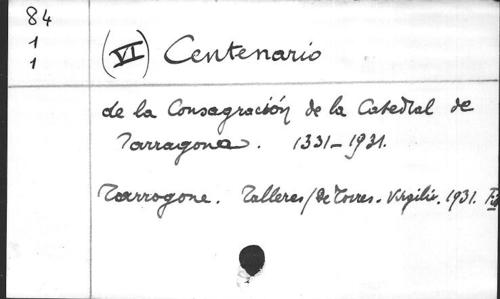 84
1
1
(VI) Centenario
de la Consagración de la Catedral de
Tarragona. 1331-1931.
Tarragone. Talleres/de Torres. Virgili. 1931.